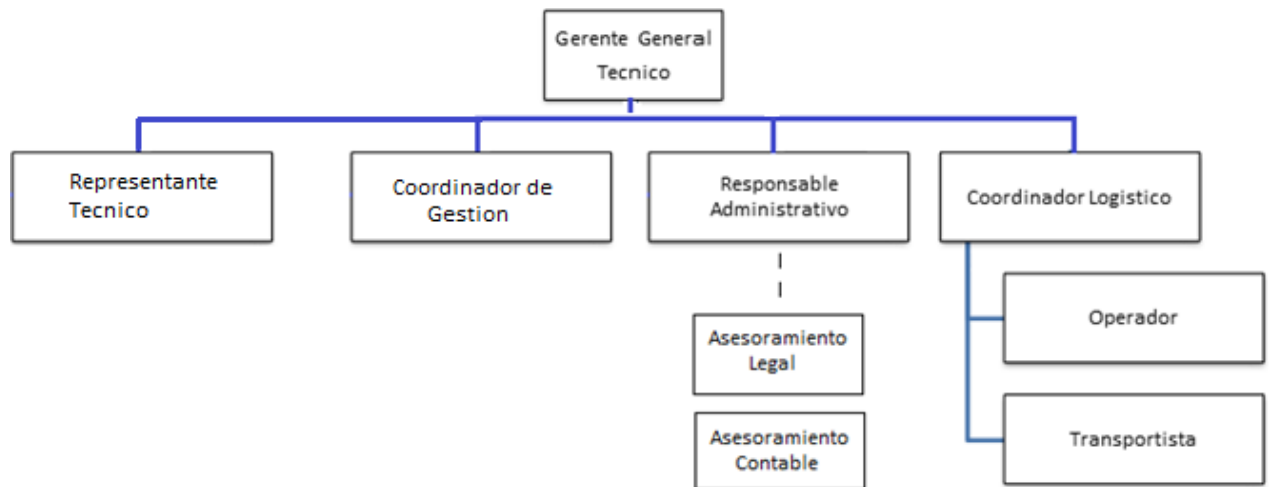 Gerente General
Tecnico
Representante
Tecnico
Coordinador de
Gestion
Responsable
Administrativo
Coordinador Logistico
Asesoramiento
Legal
Asesoramiento
Contable
Operador
Transportista